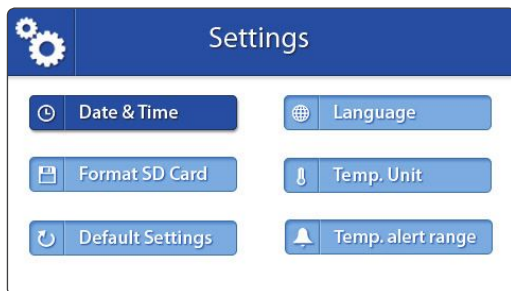 Settings
Date & Time
Language
Format SD Card
Temp. Unit
Default Settings
Temp. alert range